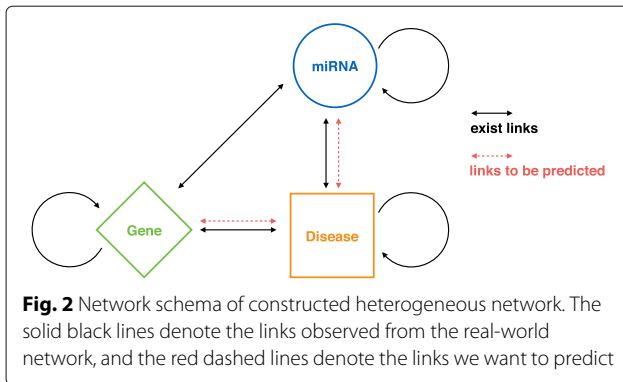 miRNA
exist links
links to be predicted
Gene
Disease
Fig. 2 Network schema of constructed heterogeneous network. The
solid black lines denote the links observed from the real-world
network, and the red dashed lines denote the links we want to predict